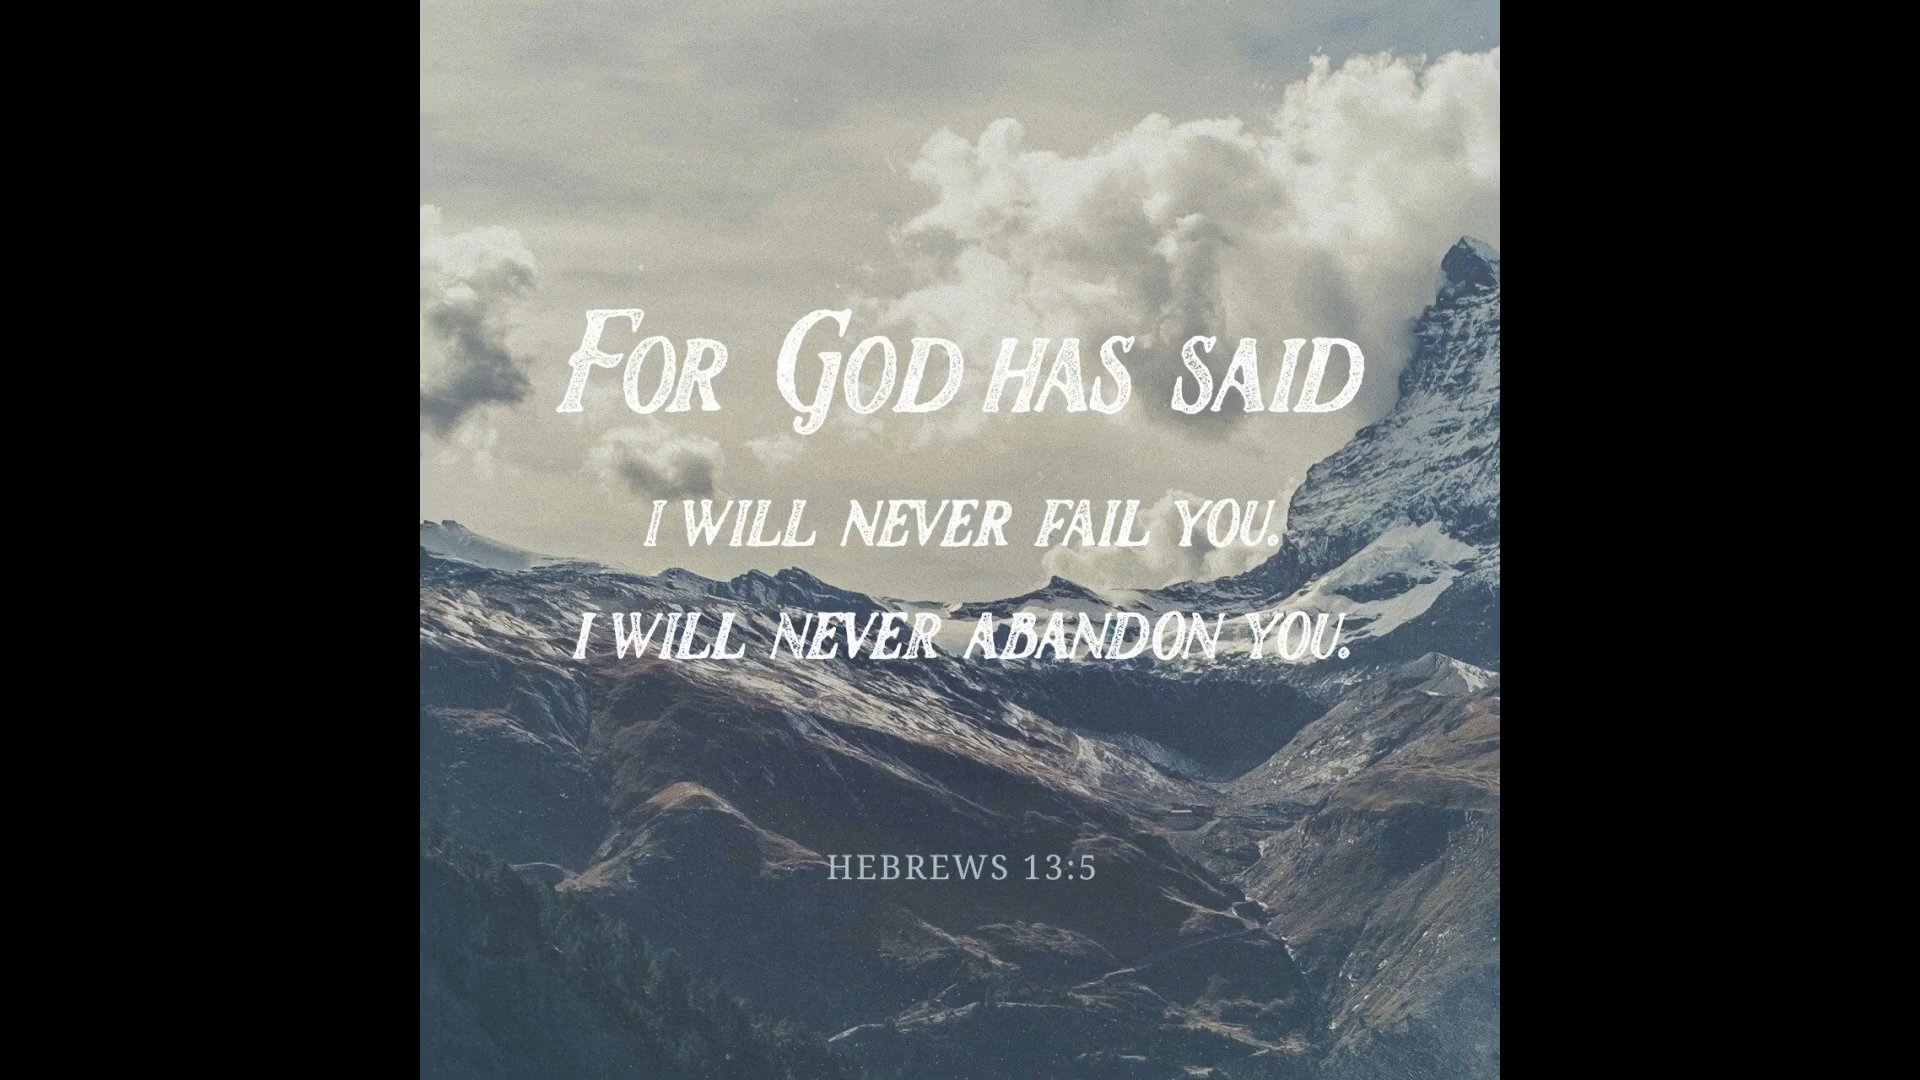 For God has said
I will never fail you.
I will never abandon you.
HEBREWS 13:5